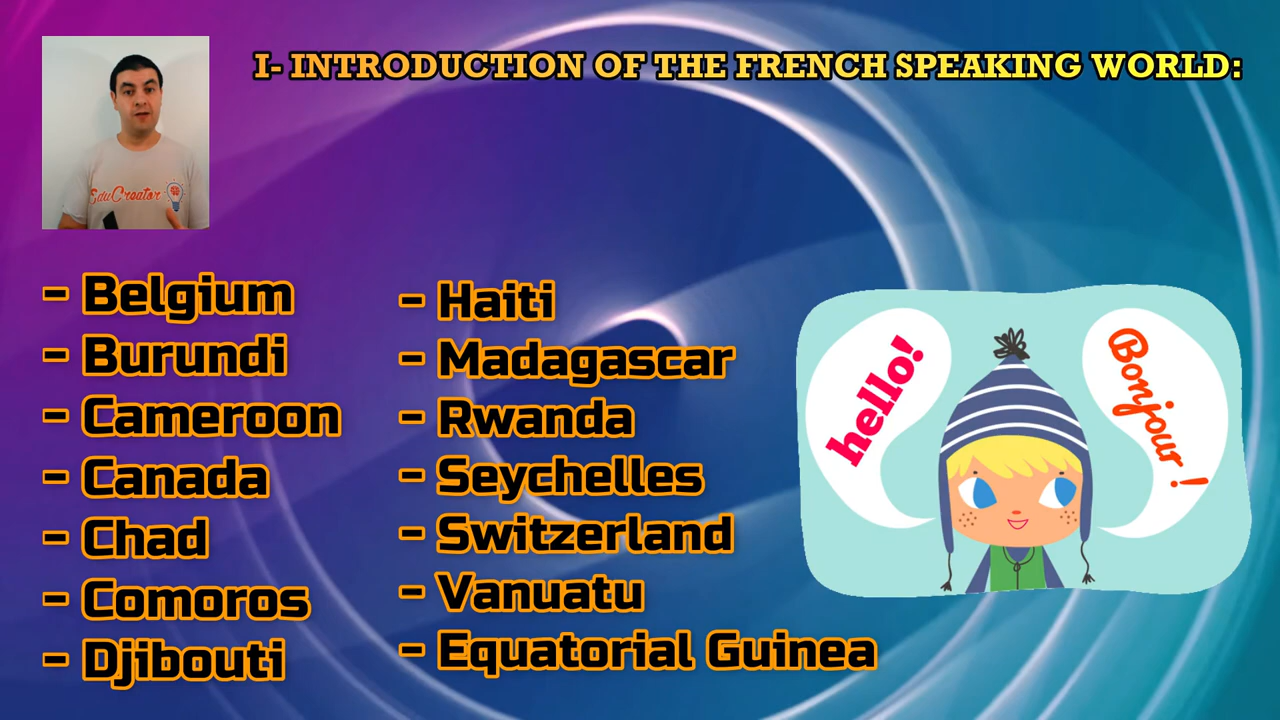 I- INTRODUCTION OF THE FRENCH SPEAKING WORLD:
EduCreator
- Belgium
- Burundi
- Cameroon
- Canada
- Chad
- Comoros
- Djibouti
- Haiti
- Madagascar
- Rwanda
- Seychelles
- Switzerland
- Vanuatu
- Equatorial Guinea
hello!
Bonjour !